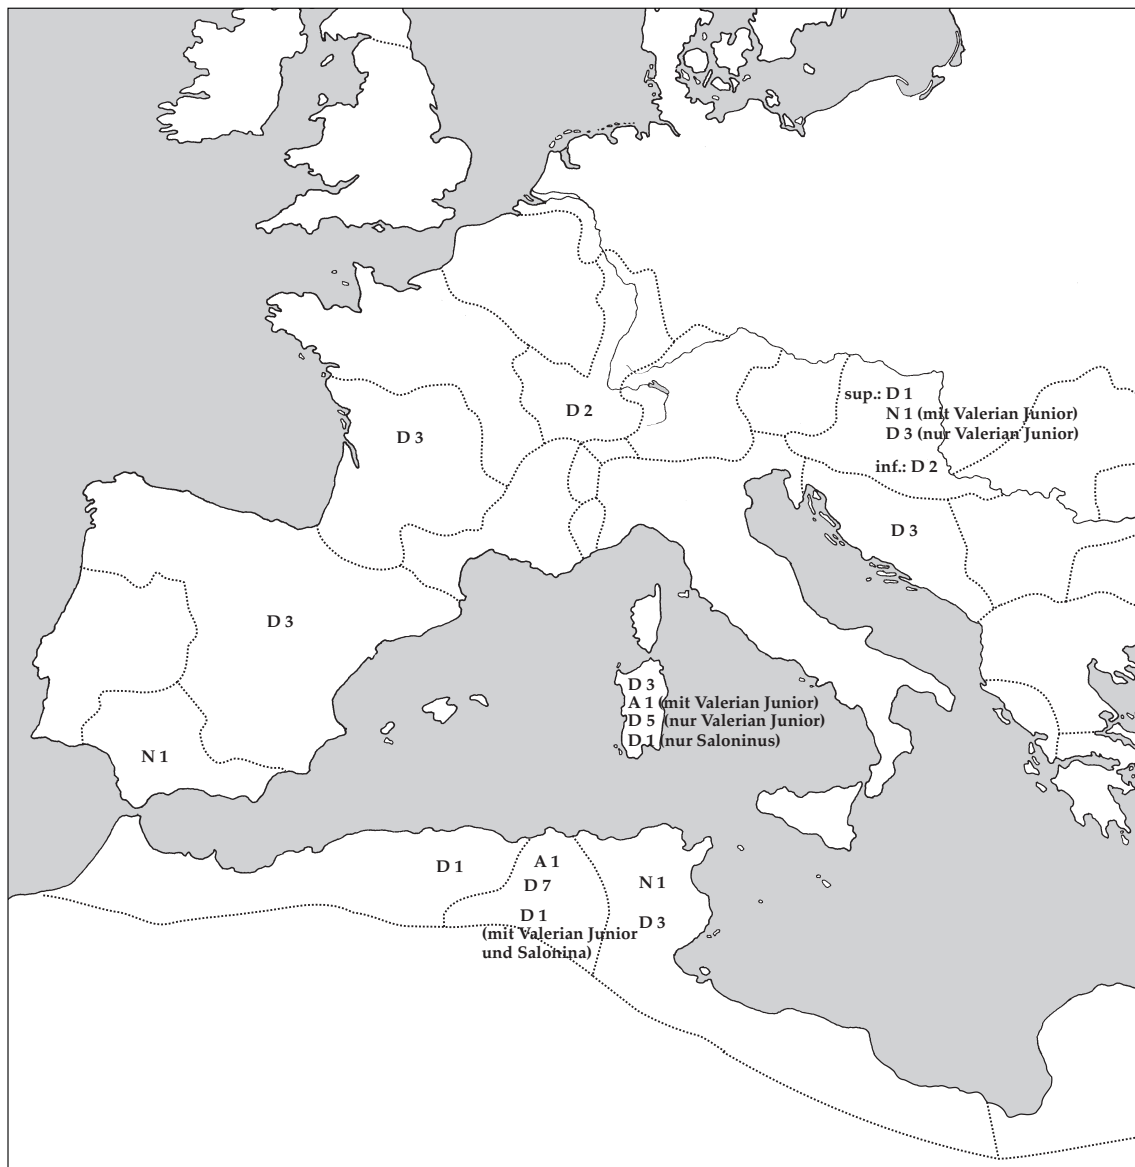 sup.: D 1
N 1 (mit Valerian Junior)
D 3 (nur Valerian Junior)
D 2
D 3
inf.: D 2
D 3
D 3
D 3
A 1 (mit Valerian Junior)
D 5 (nur Valerian Junior)
D 1 (nur Saloninus)
N 1
D 1
A 1
D 7
D 1
(mit Valerian Junior
und Salonina)
N 1
D 3